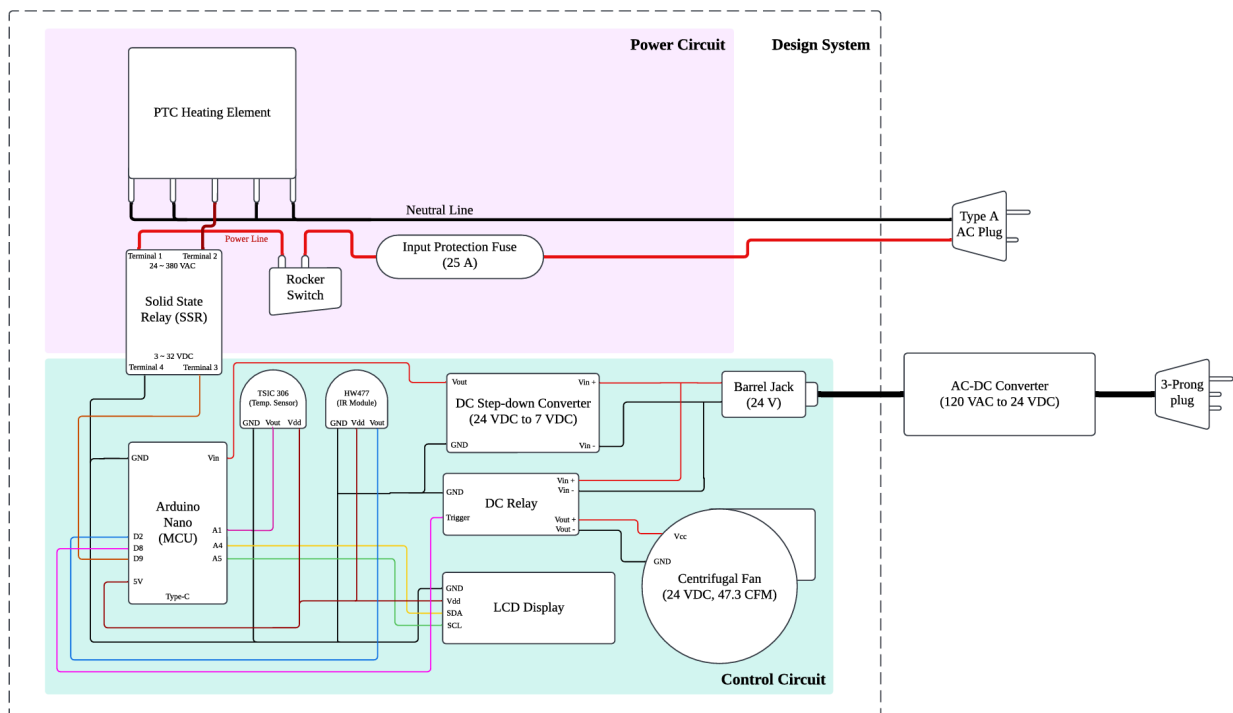 Power Circuit
Design System
PTC Heating Element
Neutral Line
Type A
AC Plug
Power Line
Input Protection Fuse
(25 A)
Terminal 1
Terminal 2
24 ~ 380 VAC
Rocker
Switch
Solid State
Relay (SSR)
3 ~ 32 VDC
Terminal 4
Terminal 3
TSIC 306
(Temp. Sensor)
GND
Vout
Vdd
HW477
(IR Module)
GND
Vdd
Vout
Vout
Vin +
DC Step-down Converter
(24 VDC to 7 VDC)
GND
Vin -
Barrel Jack
(24 V)
AC-DC Converter
(120 VAC to 24 VDC)
3-Prong
plug
GND
Vin
Arduino
Nano
(MCU)
A1
D2
D8
D9
A4
A5
5V
Type-C
GND
Trigger
DC Relay
Vin +
Vin -
Vout +
Vout -
Vcc
GND
Centrifugal Fan
(24 VDC, 47.3 CFM)
GND
Vdd
SDA
SCL
LCD Display
Control Circuit